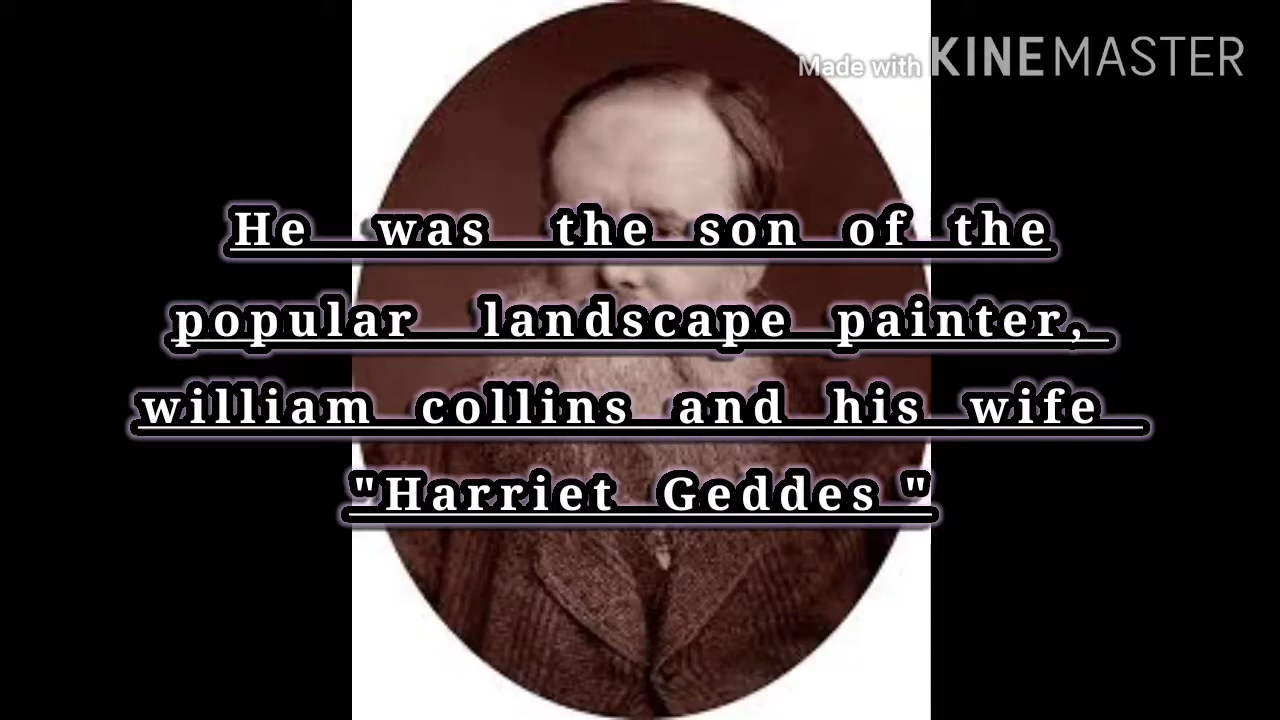 Made with KINEMASTER
He was the son of the
popular landscape painter,
william collins and his wife
"Harriet Geddes "